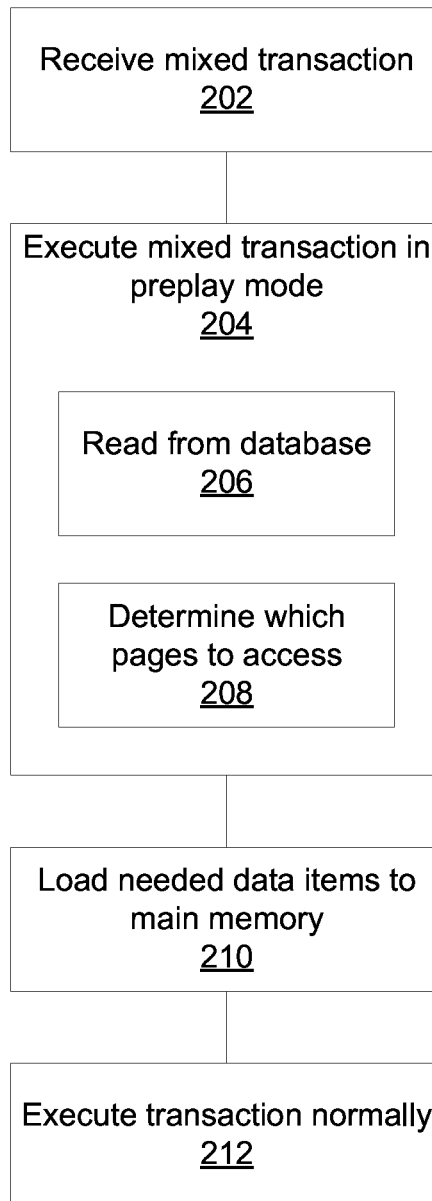 Receive mixed transaction
202
Execute mixed transaction in
preplay mode
204
Read from database
206
Determine which
pages to access
208
Load needed data items to
main memory
210
Execute transaction normally
212